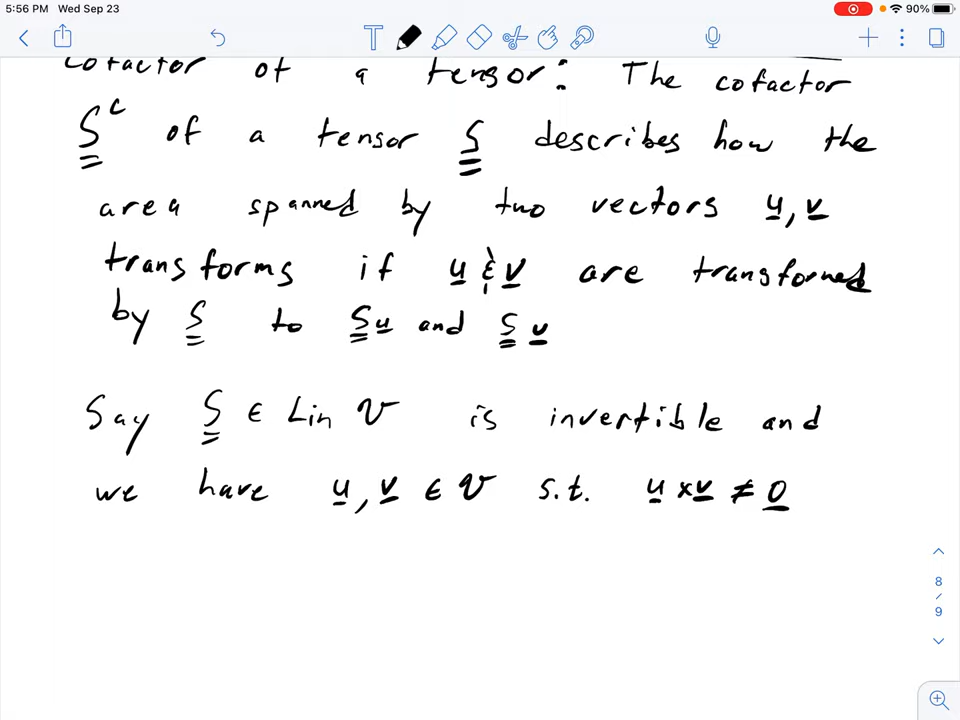 5:56 PM Wed Sep 23
90%
T
cofactor of a tensor: The cofactor
S^c of a tensor S describes how the
area spanned by two vectors u, v
transforms if u & v are transformed
by S to Su and S v
Say S ∈ Lin V is invertible and
we have u, v ∈ V s.t. u × v ≠ 0
8
/
9